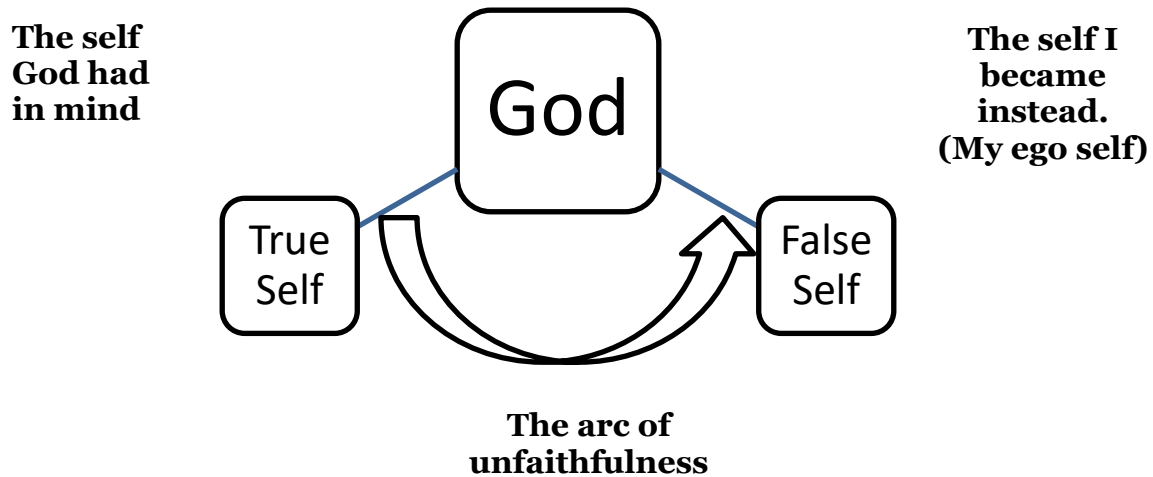 The self
God had
in mind
God
The self I
became
instead.
(My ego self)
True
Self
False
Self
The arc of
unfaithfulness